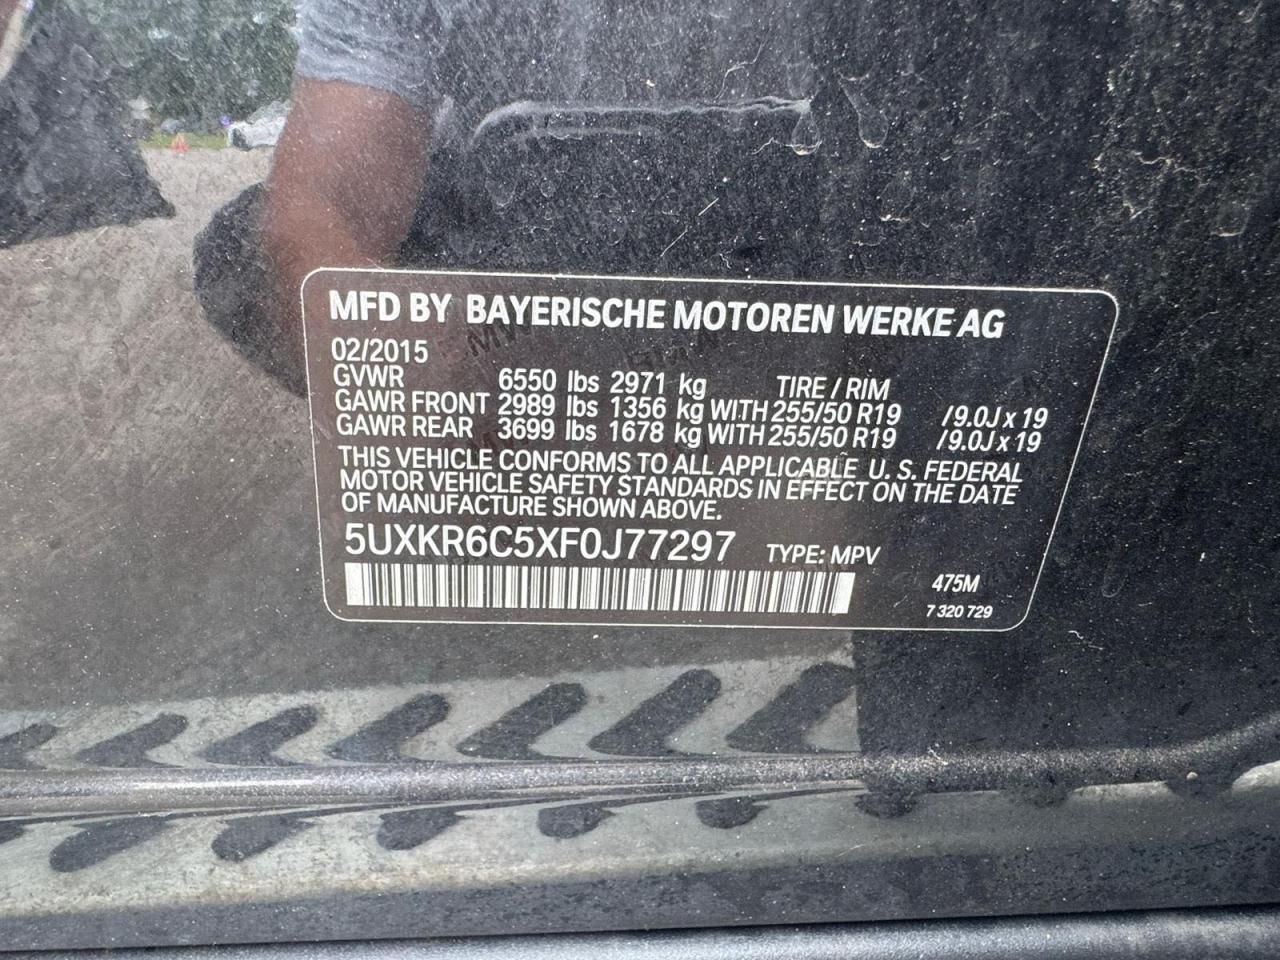 MFD BY BAYERISCHE MOTOREN WERKE AG
02/2015
GVWR 6550 lbs 2971 kg TIRE / RIM
GAWR FRONT 2989 lbs 1356 kg WITH 255/50 R19 /9.0J x 19
GAWR REAR 3699 lbs 1678 kg WITH 255/50 R19 /9.0J x 19
THIS VEHICLE CONFORMS TO ALL APPLICABLE U. S. FEDERAL
MOTOR VEHICLE SAFETY STANDARDS IN EFFECT ON THE DATE
OF MANUFACTURE SHOWN ABOVE.
5UXKR6C5XF0J77297 TYPE: MPV
475M
7 320 729